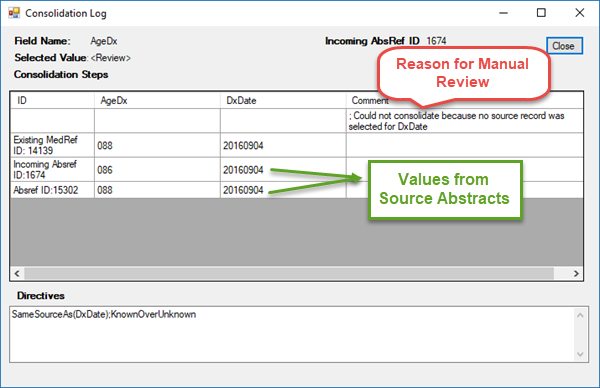 Consolidation Log
Field Name: AgeDx
Incoming AbsRef ID 1674
Close
Selected Value: <Review>
Consolidation Steps
Reason for Manual
Review
ID AgeDx DxDate Comment
; Could not consolidate because no source record was
selected for DxDate
Existing MedRef
ID: 14139
088 20160904
Incoming Absref
ID:1674
086 20160904
Absref ID:15302 088 20160904
Values from
Source Abstracts
Directives
SameSourceAs(DxDate);KnownOverUnknown